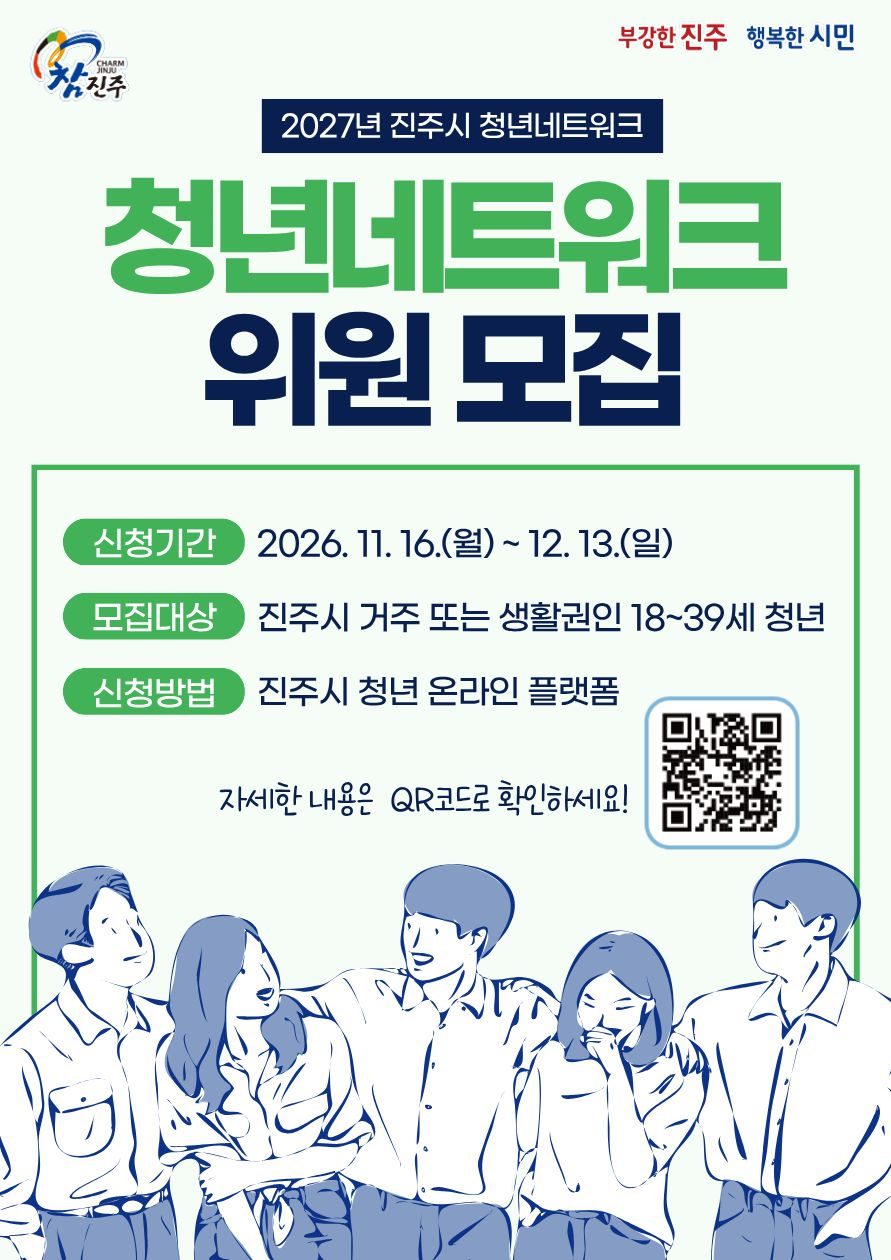 참진주 CHARM JINJU
부강한 진주 행복한 시민
2027년 진주시 청년네트워크
청년네트워크
위원 모집
신청기간 2026. 11. 16.(월) ~ 12. 13.(일)
모집대상 진주시 거주 또는 생활권인 18~39세 청년
신청방법 진주시 청년 온라인 플랫폼
자세한 내용은 QR코드로 확인하세요!